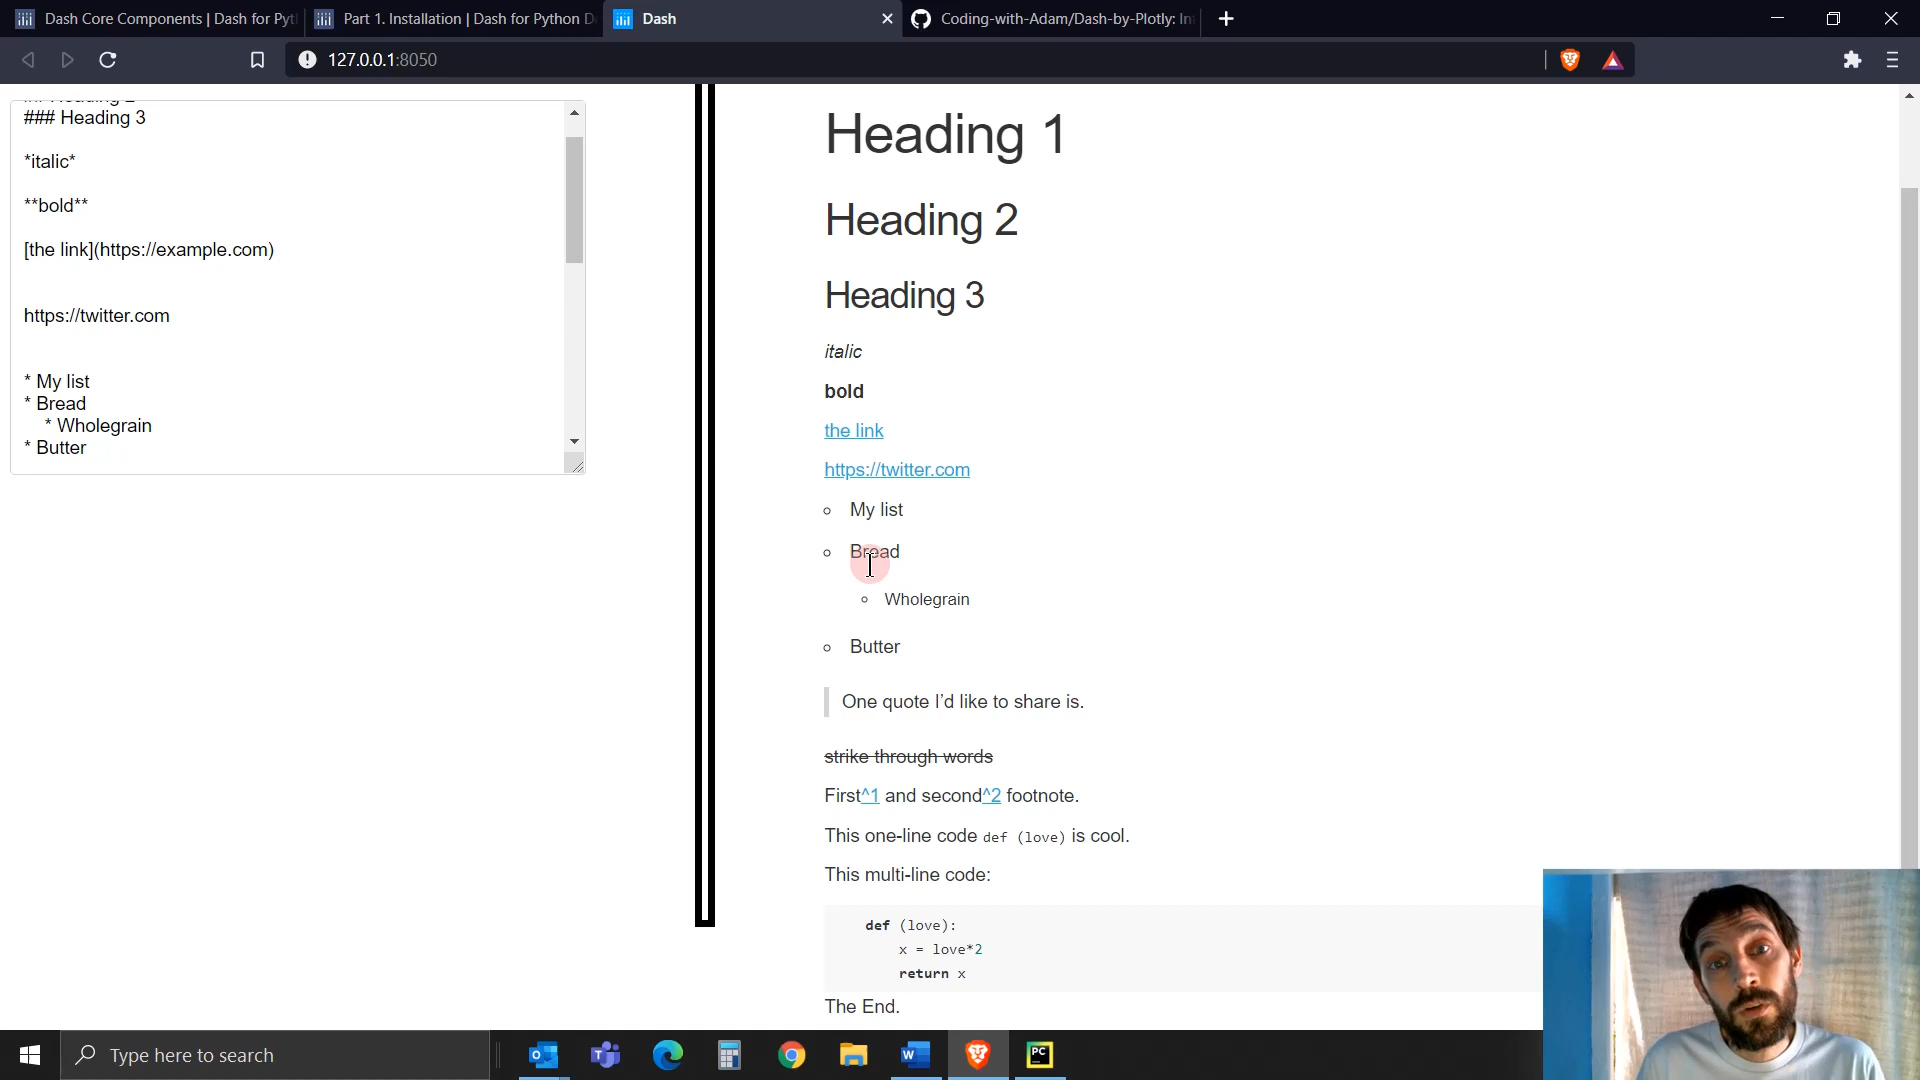 Dash Core Components | Dash for Pyt
Part 1. Installation | Dash for Python D
Dash
Coding-with-Adam/Dash-by-Plotly: In
127.0.0.1:8050
### Heading 3
*italic*
**bold**
[the link](https://example.com)
https://twitter.com
* My list
* Bread
* Wholegrain
* Butter
Heading 1
Heading 2
Heading 3
italic
bold
the link
https://twitter.com
My list
Bread
Wholegrain
Butter
One quote I’d like to share is.
strike through words
First^1 and second^2 footnote.
This one-line code def (love) is cool.
This multi-line code:
def (love):
x = love*2
return x
The End.
Type here to search